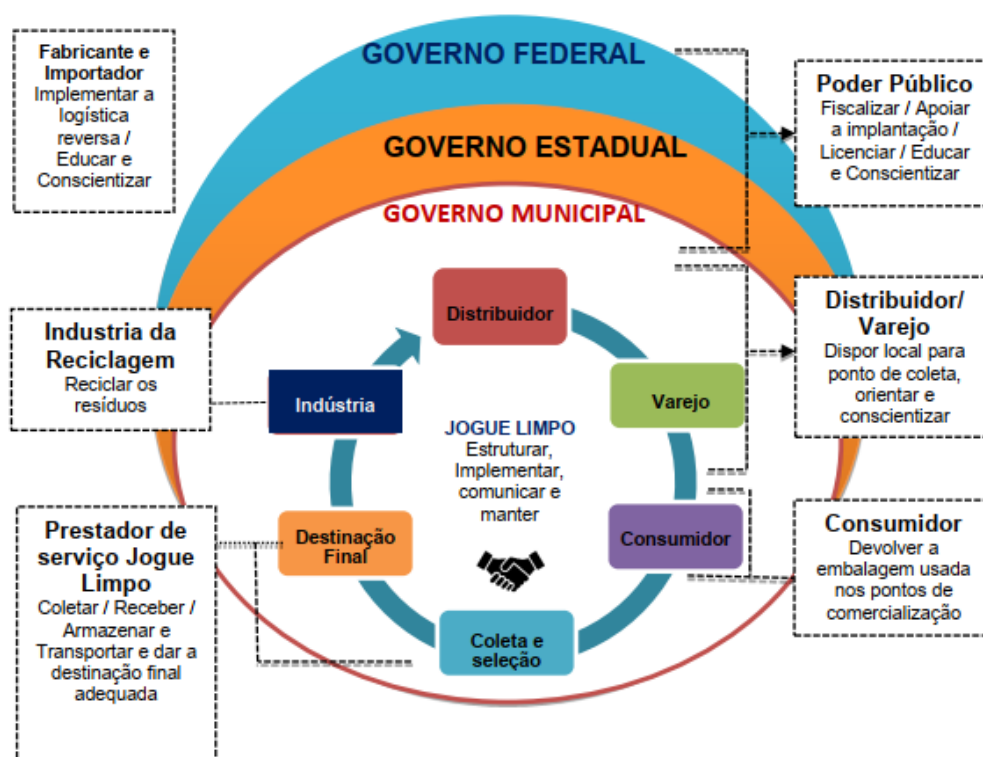 GOVERNO FEDERAL
GOVERNO ESTADUAL
GOVERNO MUNICIPAL
Fabricante e
Importador
Implementar a
logística
reversa /
Educar e
Conscientizar
Poder Público
Fiscalizar / Apoiar
a implantação /
Licenciar / Educar
e Conscientizar
Industria da
Reciclagem
Reciclar os
resíduos
Distribuidor/
Varejo
Dispor local para
ponto de coleta,
orientar e
conscientizar
Distribuidor
Varejo
Consumidor
Coleta e
seleção
Destinação
Final
Indústria
JOGUE LIMPO
Estruturar,
Implementar,
comunicar e
manter
Prestador de
serviço Jogue
Limpo
Coletar / Receber /
Armazenar e
Transportar e dar a
destinação final
adequada
Consumidor
Devolver a
embalagem usada
nos pontos de
comercialização